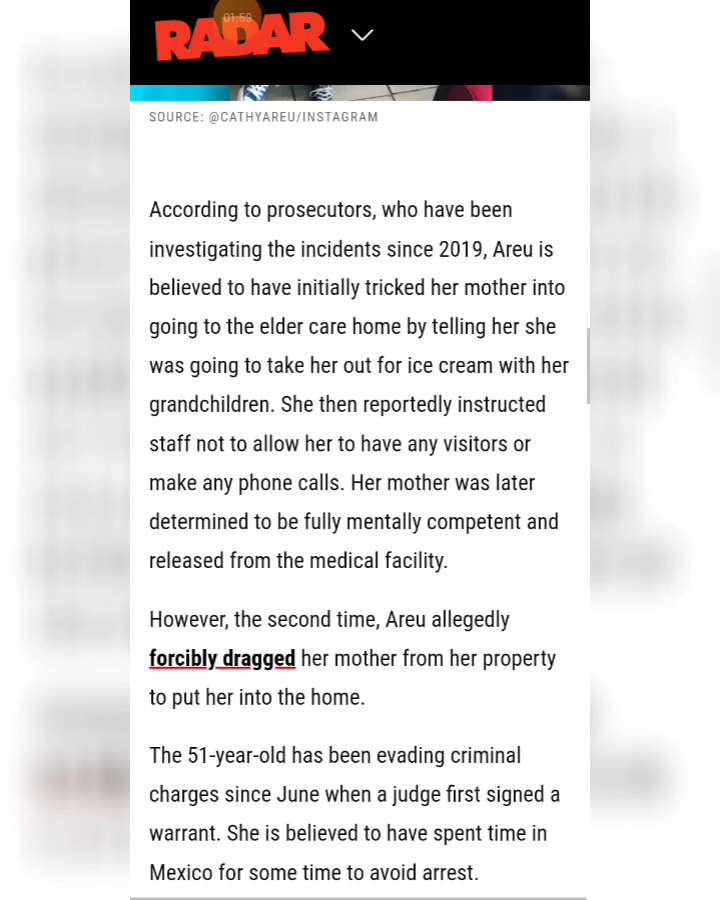 RADAR
01:59
SOURCE: @CATHYAREU/INSTAGRAM
According to prosecutors, who have been
investigating the incidents since 2019, Areu is
believed to have initially tricked her mother into
going to the elder care home by telling her she
was going to take her out for ice cream with her
grandchildren. She then reportedly instructed
staff not to allow her to have any visitors or
make any phone calls. Her mother was later
determined to be fully mentally competent and
released from the medical facility.
However, the second time, Areu allegedly
forcibly dragged her mother from her property
to put her into the home.
The 51-year-old has been evading criminal
charges since June when a judge first signed a
warrant. She is believed to have spent time in
Mexico for some time to avoid arrest.